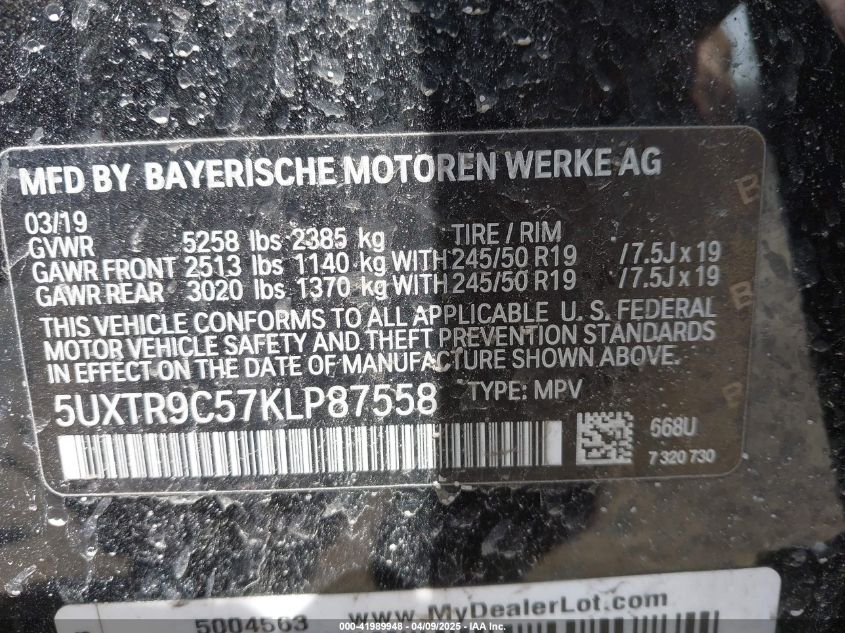 MFD BY BAYERISCHE MOTOREN WERKE AG
03/19
GVWR 5258 lbs 2385 kg TIRE / RIM
GAWR FRONT 2513 lbs 1140 kg WITH 245/50 R19 /7.5J x 19
GAWR REAR 3020 lbs 1370 kg WITH 245/50 R19 /7.5J x 19
THIS VEHICLE CONFORMS TO ALL APPLICABLE U. S. FEDERAL
MOTOR VEHICLE SAFETY AND THEFT PREVENTION STANDARDS
IN EFFECT ON THE DATE OF MANUFACTURE SHOWN ABOVE.
5UXTR9C57KLP87558 TYPE: MPV
668U
7 320 730
www.MyDealerLot.com
5004563
000-41989948 - 04/09/2025 - IAA Inc.